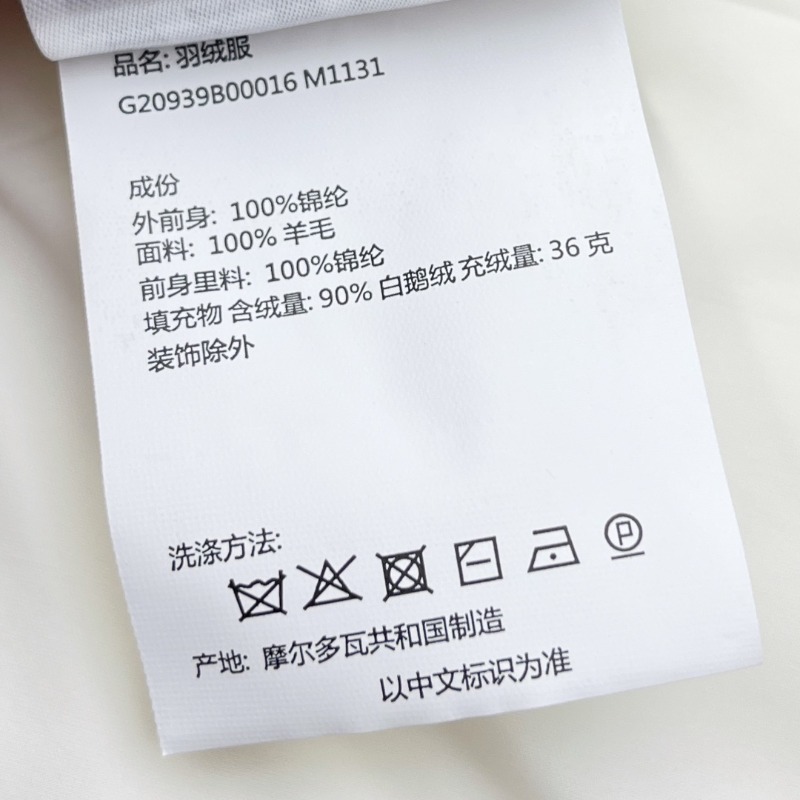 品名: 羽绒服
G20939B00016 M1131
成份
外前身: 100%锦纶
面料: 100% 羊毛
前身里料: 100%锦纶
填充物 含绒量: 90% 白鹅绒 充绒量: 36 克
装饰除外
洗涤方法:
P
产地: 摩尔多瓦共和国制造
以中文标识为准